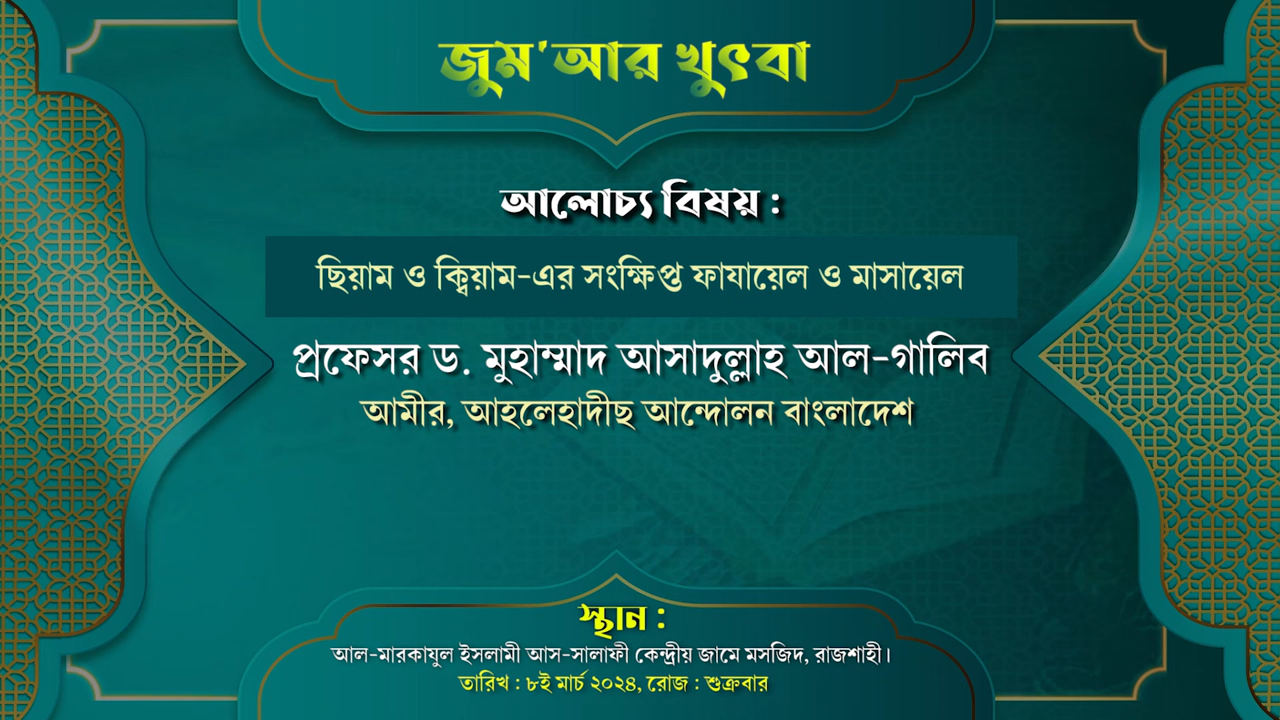 জুম'আর খুৎবা
আলোচ্য বিষয় :
ছিয়াম ও ক্বিয়াম-এর সংক্ষিপ্ত ফাযায়েল ও মাসায়েল
প্রফেসর ড. মুহাম্মাদ আসাদুল্লাহ আল-গালিব
আমীর, আহলেহাদীছ আন্দোলন বাংলাদেশ
স্থান :
আল-মারকাযুল ইসলামী আস-সালাফী কেন্দ্রীয় জামে মসজিদ, রাজশাহী।
তারিখ : ৮ই মার্চ ২০২৪, রোজ : শুক্রবার